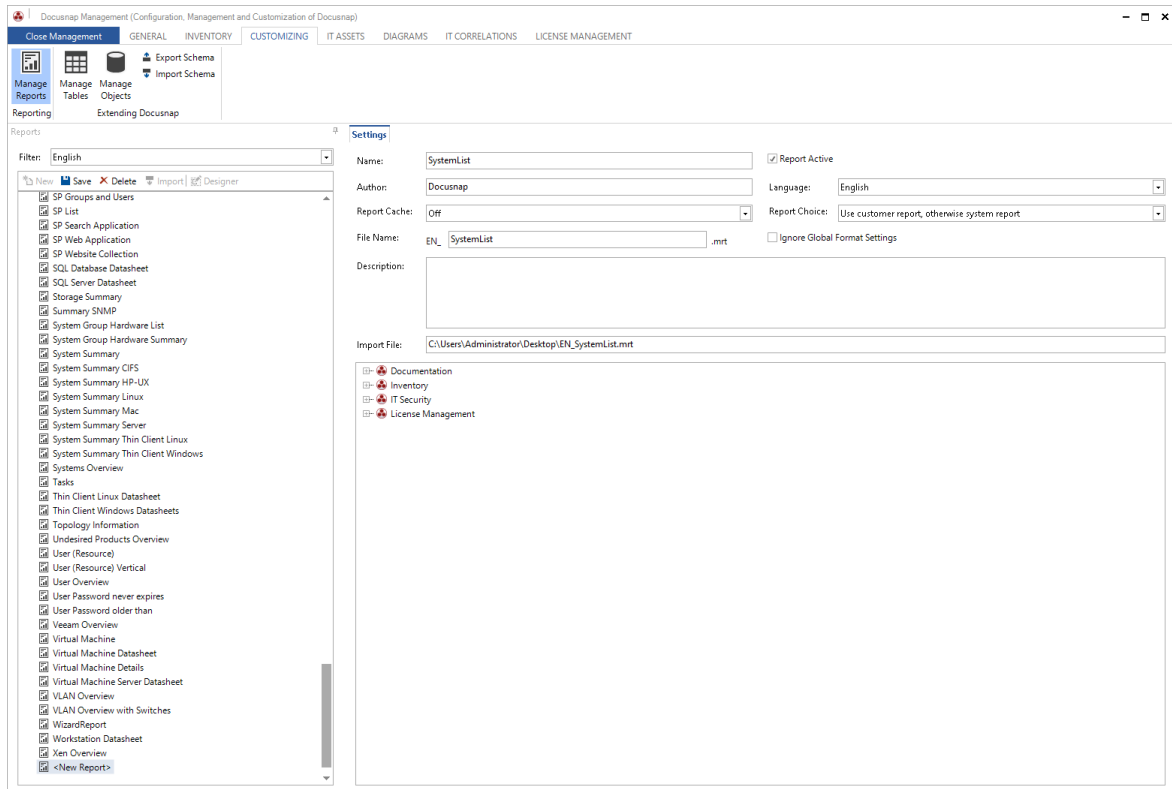 Docusnap Management (Configuration, Management and Customization of Docusnap)
Close Management GENERAL INVENTORY CUSTOMIZING IT ASSETS DIAGRAMS IT CORRELATIONS LICENSE MANAGEMENT
Manage Reports
Manage Tables
Manage Objects
Export Schema
Import Schema
Reporting
Extending Docusnap
Reports
Filter: English
New Save Delete Import Designer
SP Groups and Users
SP List
SP Search Application
SP Web Application
SP Website Collection
SQL Database Datasheet
SQL Server Datasheet
Storage Summary
Summary SNMP
System Group Hardware List
System Group Hardware Summary
System Summary
System Summary CIFS
System Summary HP-UX
System Summary Linux
System Summary Mac
System Summary Server
System Summary Thin Client Linux
System Summary Thin Client Windows
Systems Overview
Tasks
Thin Client Linux Datasheet
Thin Client Windows Datasheets
Topology Information
Undesired Products Overview
User (Resource)
User (Resource) Vertical
User Overview
User Password never expires
User Password older than
Veeam Overview
Virtual Machine
Virtual Machine Datasheet
Virtual Machine Details
Virtual Machine Server Datasheet
VLAN Overview
VLAN Overview with Switches
WizardReport
Workstation Datasheet
Xen Overview
<New Report>
Settings
Name: SystemList Report Active
Author: Docusnap Language: English
Report Cache: Off Report Choice: Use customer report, otherwise system report
File Name: EN_ SystemList .mrt Ignore Global Format Settings
Description:
Import File: C:\Users\Administrator\Desktop\EN_SystemList.mrt
Documentation
Inventory
IT Security
License Management